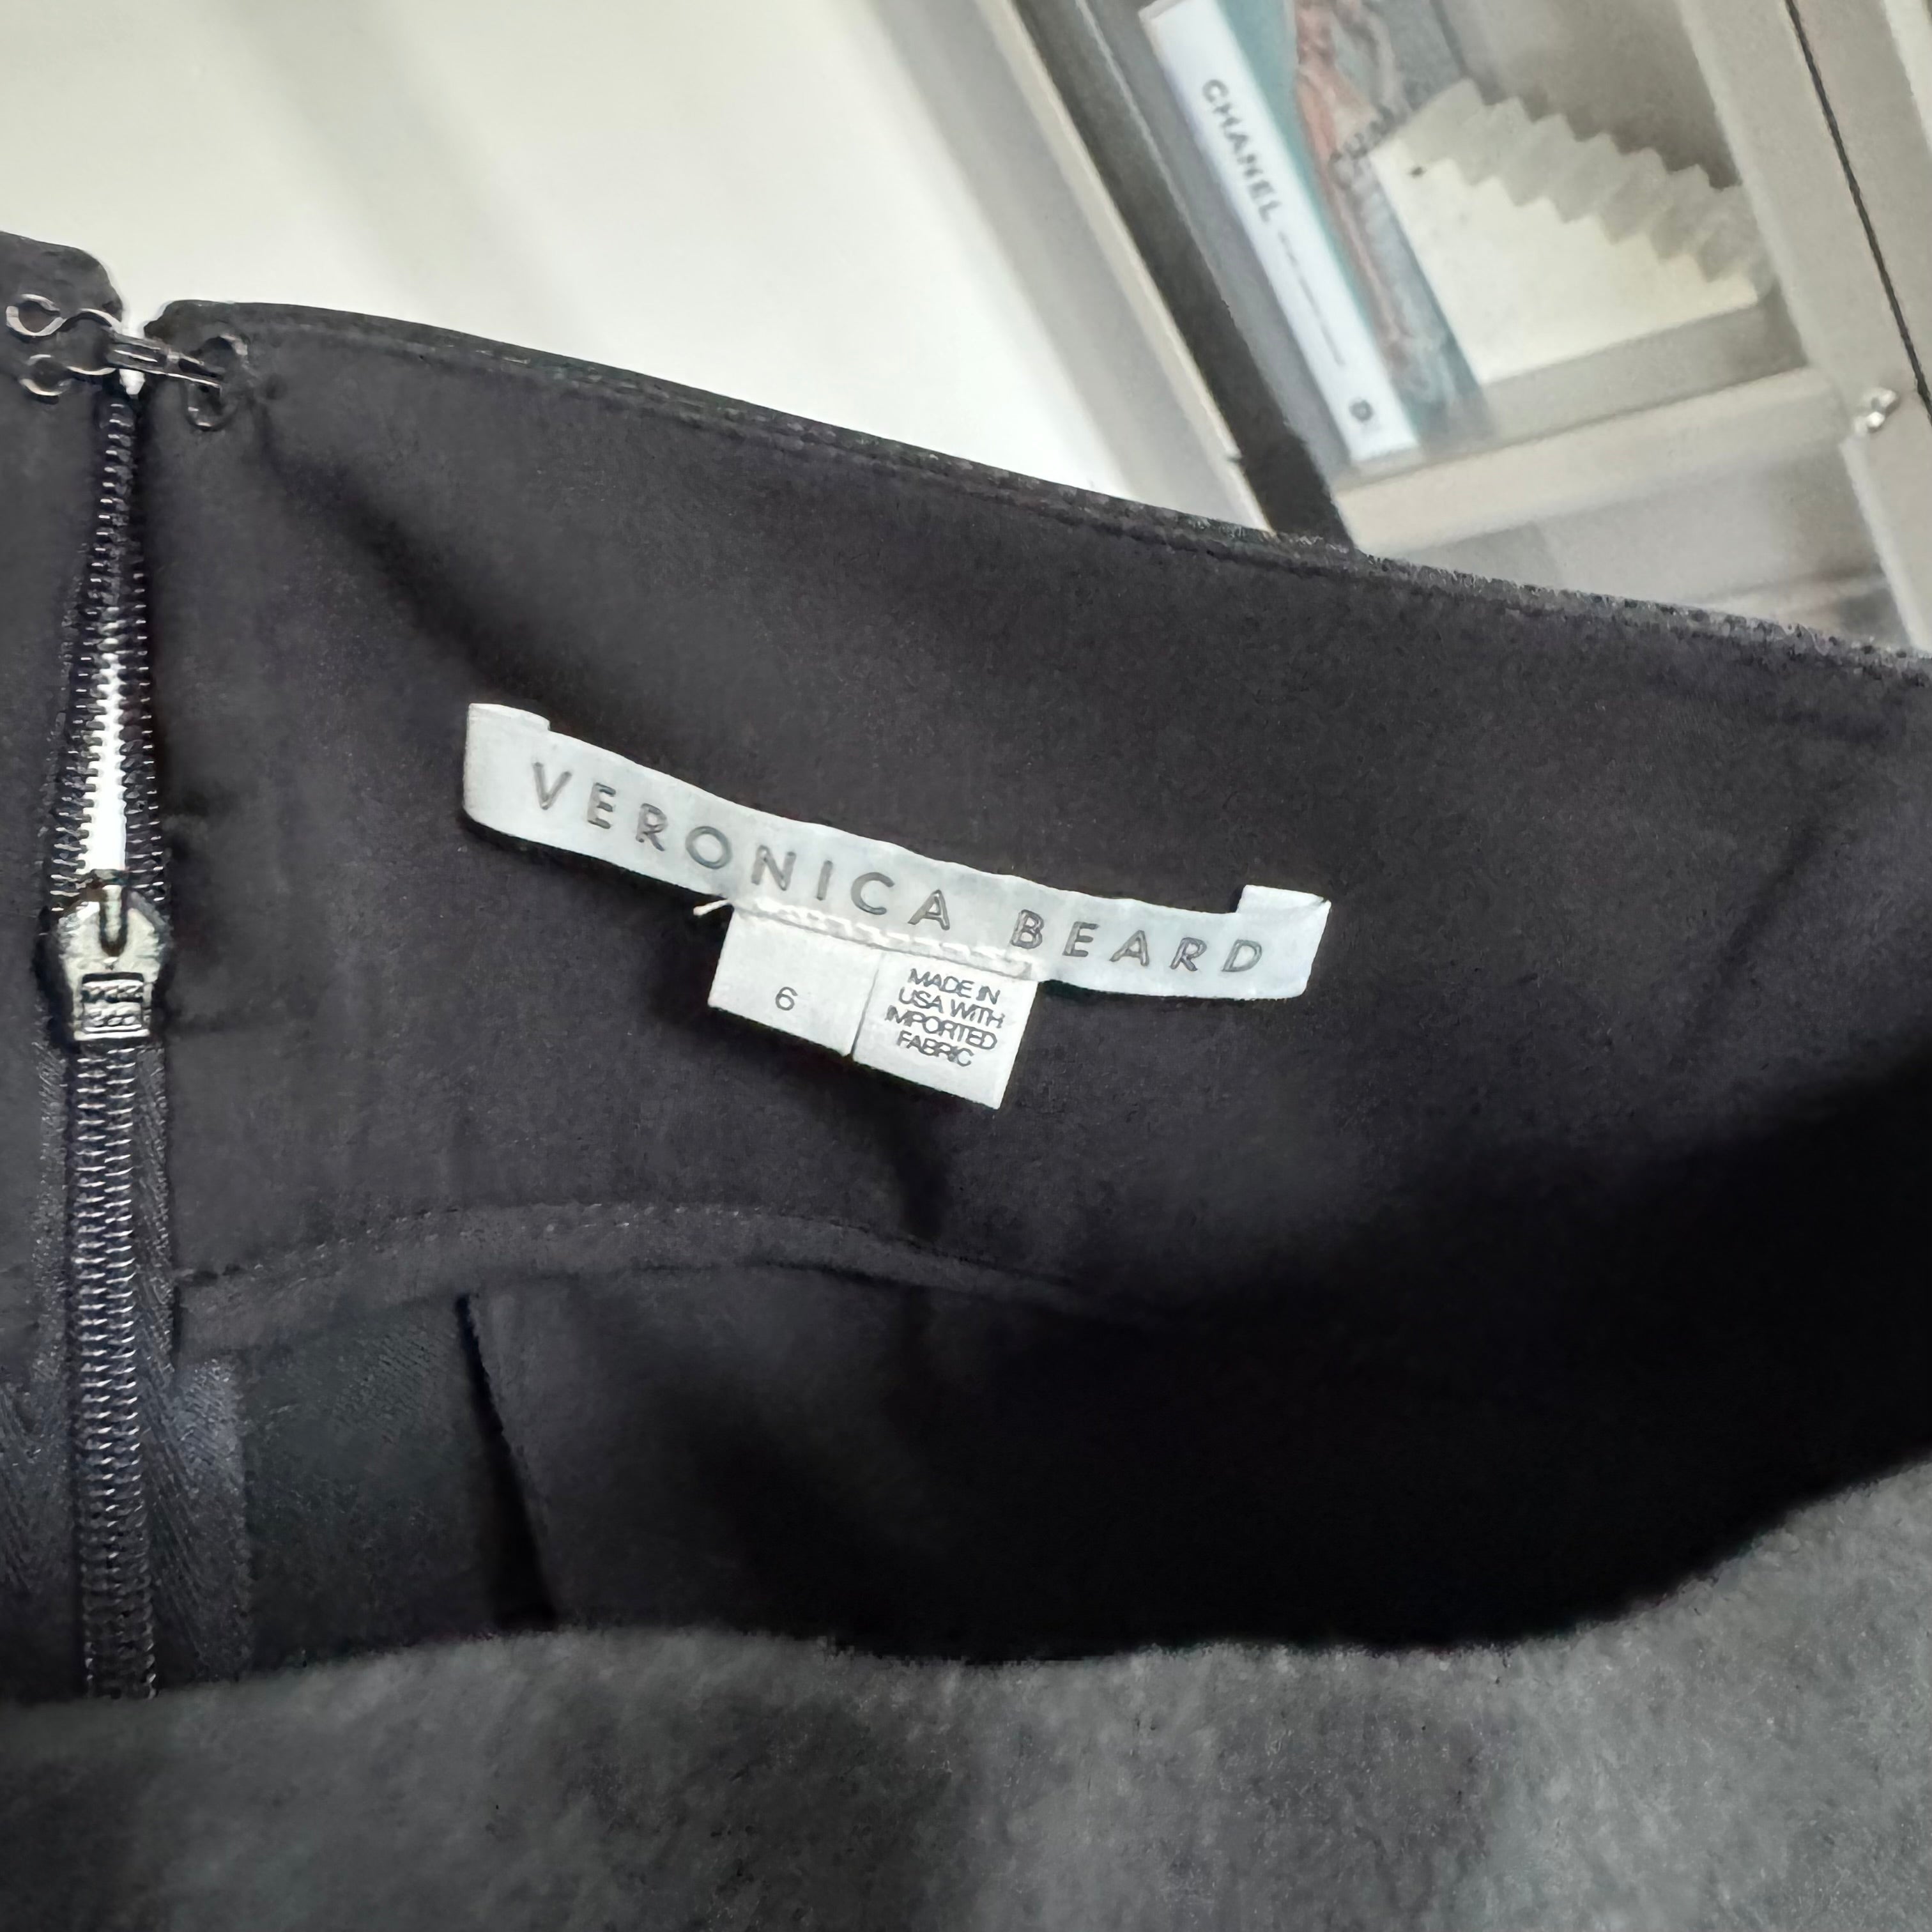 CHANEL
VERONICA BEARD
6
MADE IN
USA WITH
IMPORTED
FABRIC